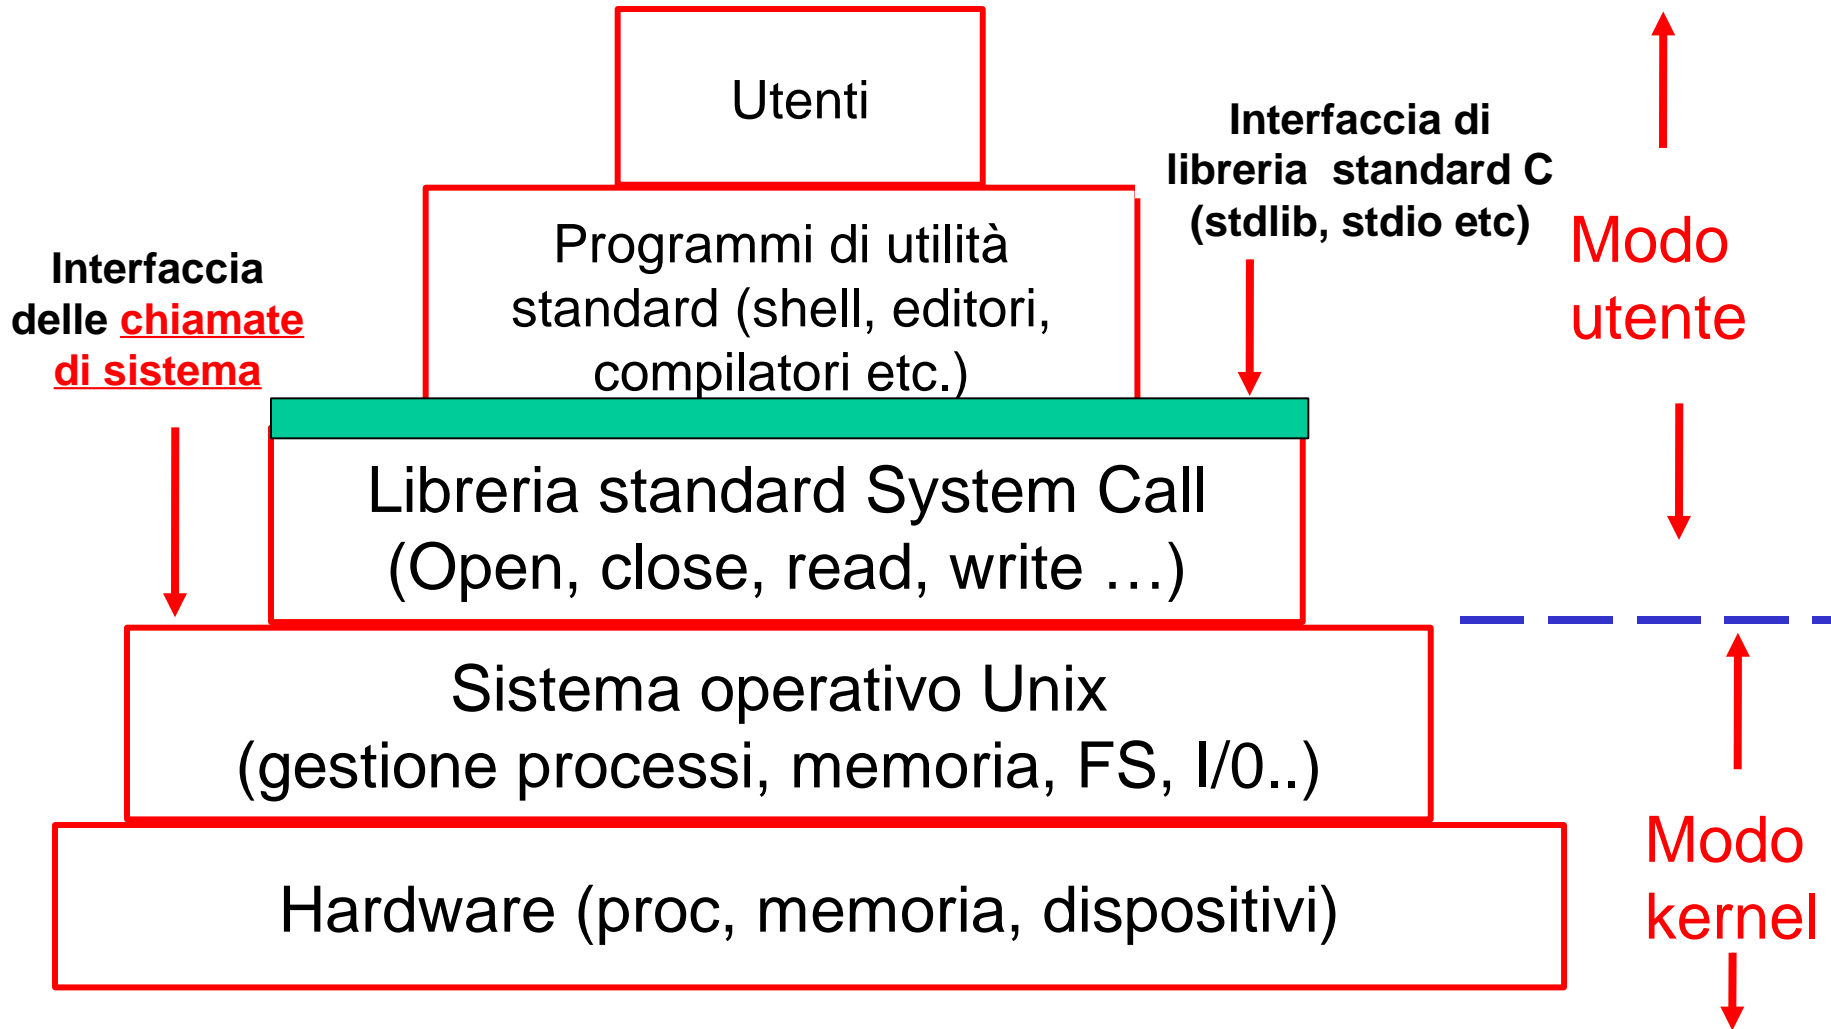 Utenti
Interfaccia di
libreria standard C
(stdlib, stdio etc)
Programmi di utilità
standard (shell, editori,
compilatori etc.)
Modo
utente
Interfaccia
delle chiamate
di sistema
Libreria standard System Call
(Open, close, read, write …)
Sistema operativo Unix
(gestione processi, memoria, FS, I/0..)
Modo
kernel
Hardware (proc, memoria, dispositivi)